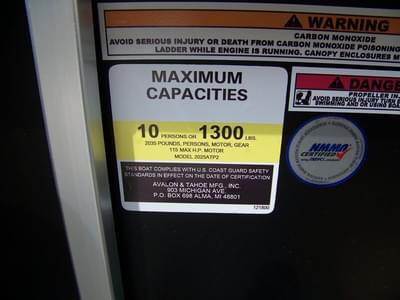 WARNING
CARBON MONOXIDE
AVOID SERIOUS INJURY OR DEATH FROM CARBON MONOXIDE POISONING
LADDER WHILE ENGINE IS RUNNING. CANOPY ENCLOSURES M
DANGE
PROPELLER
AVOID SERIOUS INJURY
SWIMMING AND OR USING
MAXIMUM
CAPACITIES
10 PERSONS OR 1300 LBS.
2035 POUNDS, PERSONS, MOTOR, GEAR
115 MAX H.P. MOTOR
MODEL 2025ATP2
THIS BOAT COMPLIES WITH U.S. COAST GUARD SAFETY
STANDARDS IN EFFECT ON THE DATE OF CERTIFICATION
AVALON & TAHOE MFG., INC.
903 MICHIGAN AVE.
P.O. BOX 698 ALMA, MI 48801
121800
NMMA
CERTIFIED